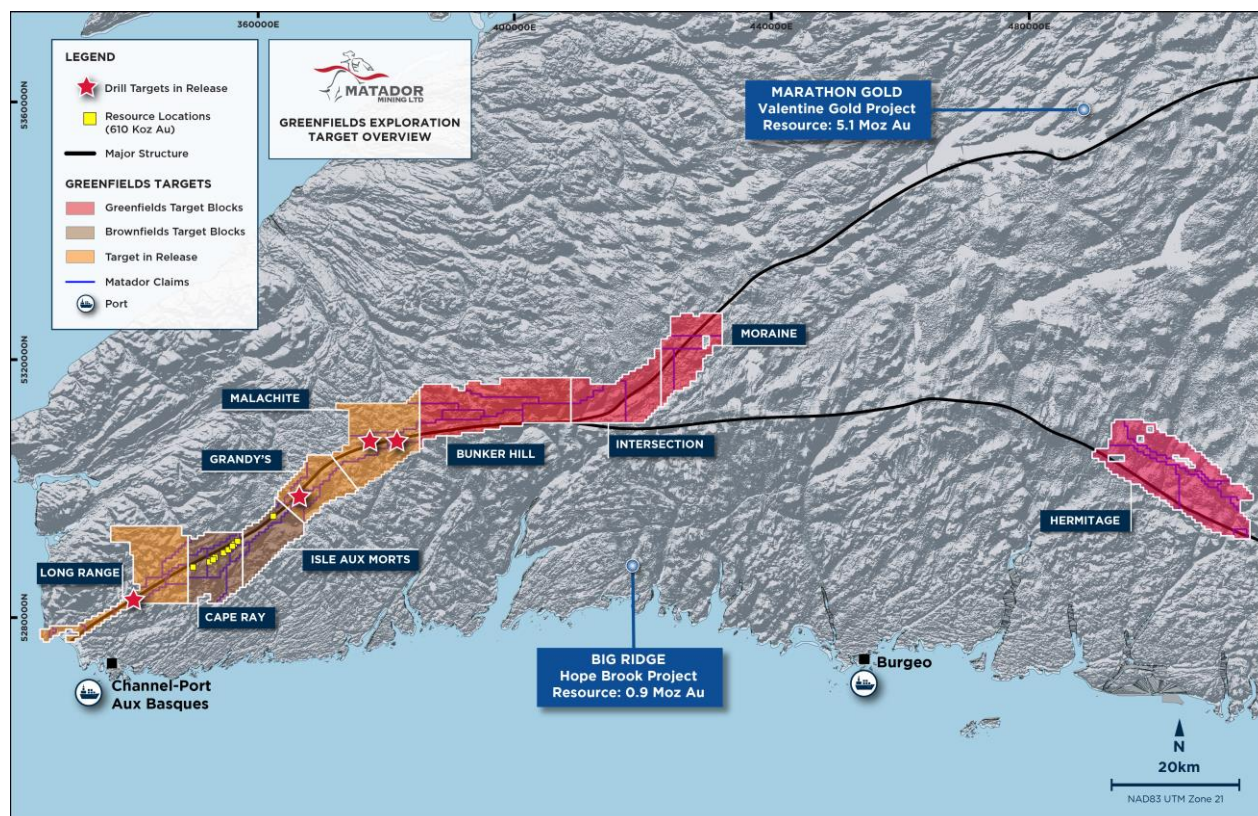 360000E
400000E
440000E
480000E
5360000N
5320000N
5280000N
LEGEND
Drill Targets in Release
Resource Locations
(610 Koz Au)
Major Structure
GREENFIELDS TARGETS
Greenfields Target Blocks
Brownfields Target Blocks
Target in Release
Matador Claims
Port
MATADOR
MINING LTD
GREENFIELDS EXPLORATION
TARGET OVERVIEW
MARATHON GOLD
Valentine Gold Project
Resource: 5.1 Moz Au
MORAINE
MALACHITE
GRANDY'S
BUNKER HILL
INTERSECTION
HERMITAGE
ISLE AUX MORTS
LONG RANGE
CAPE RAY
BIG RIDGE
Hope Brook Project
Resource: 0.9 Moz Au
Burgeo
Channel-Port
Aux Basques
N
20km
NAD83 UTM Zone 21